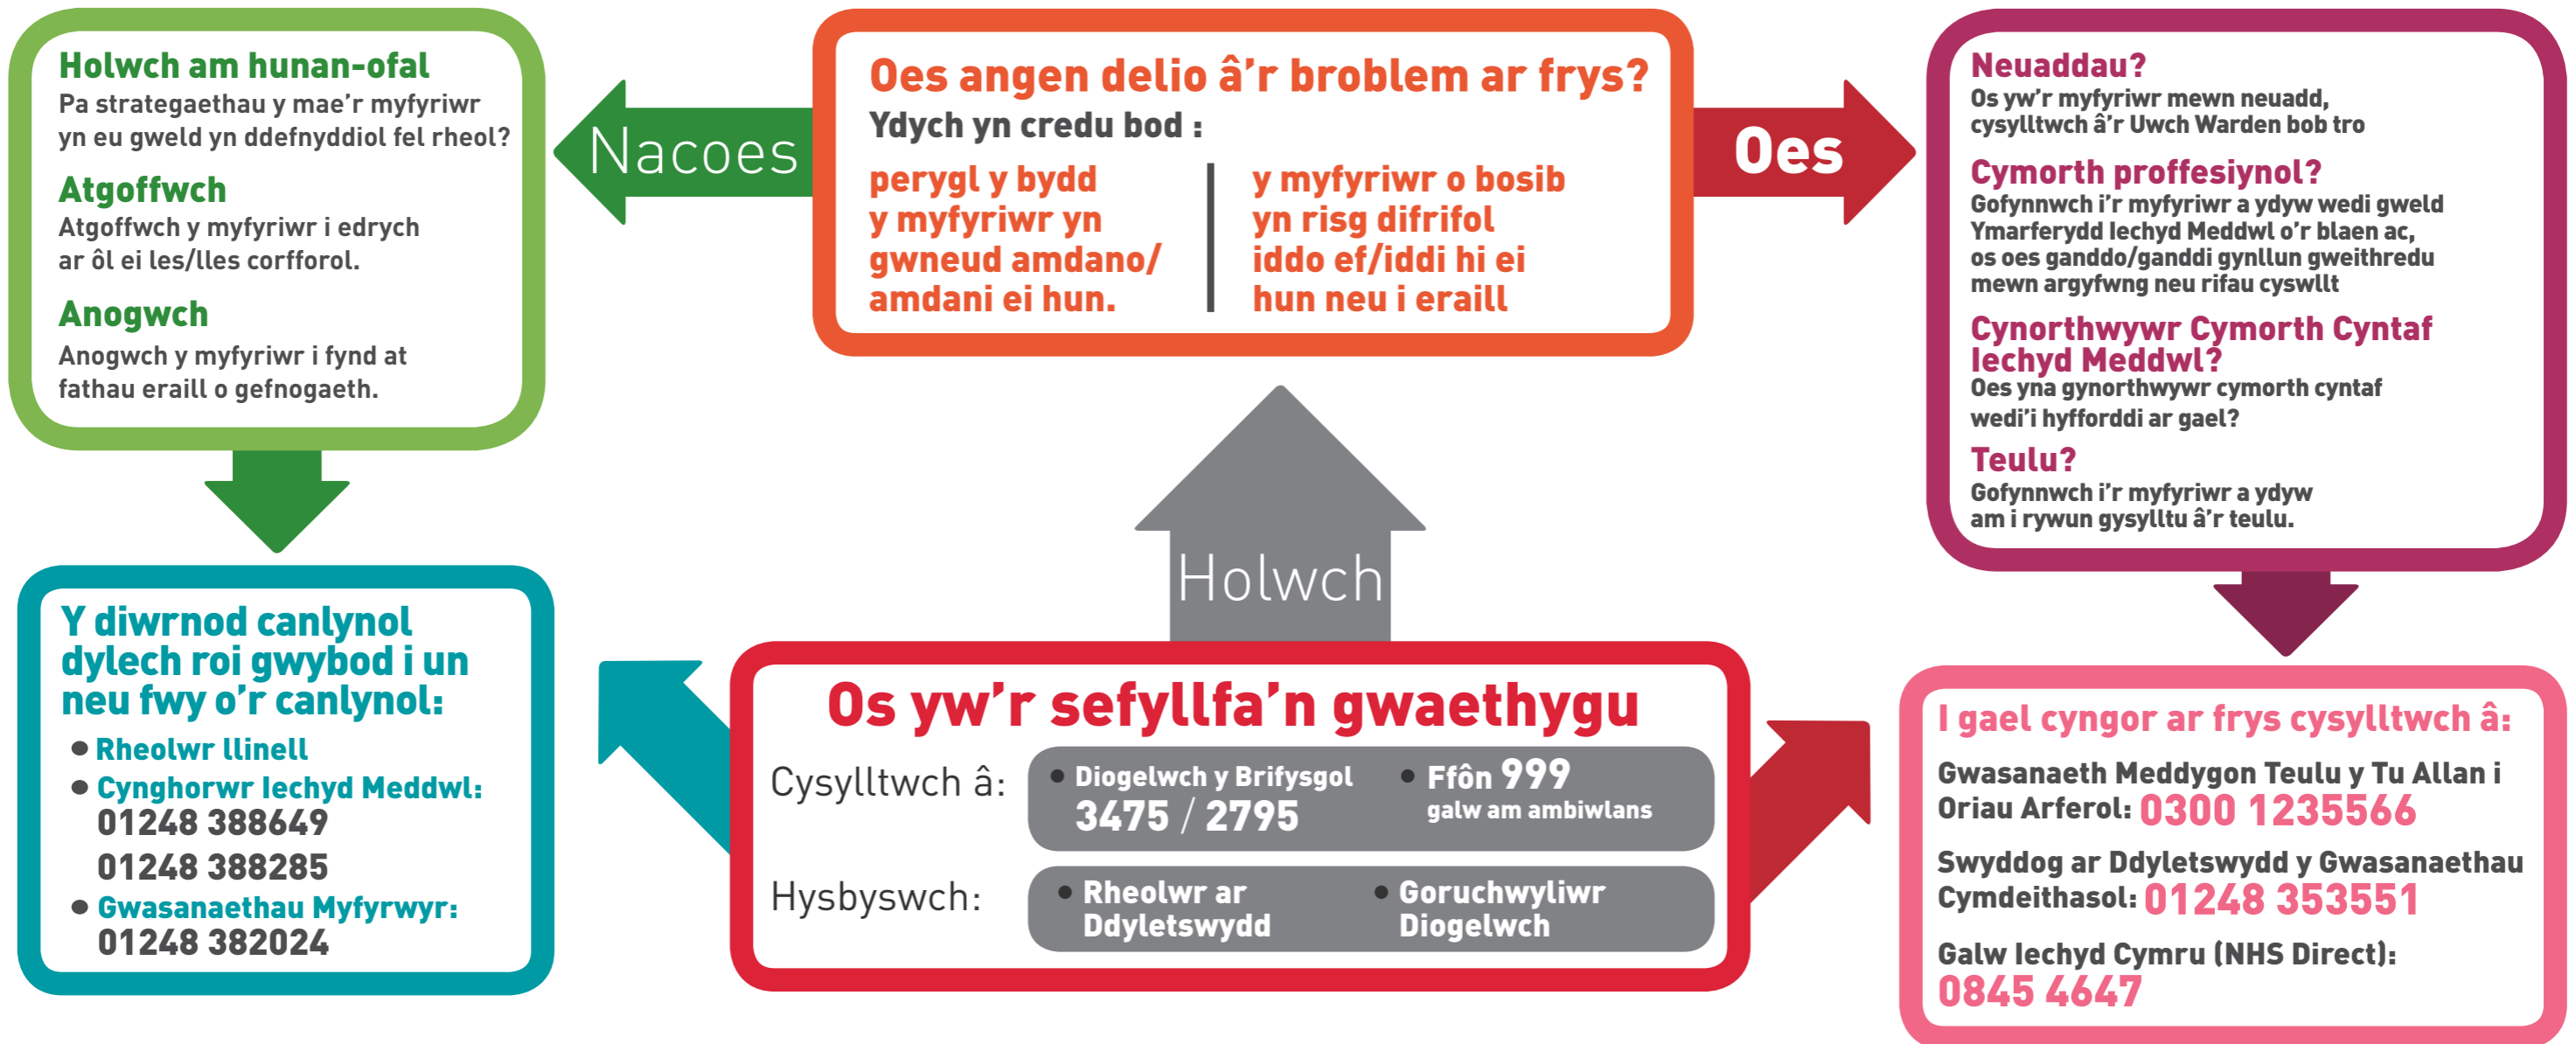 Holwch am hunan-ofal
Pa strategaethau y mae'r myfyriwr
yn eu gweld yn ddefnyddiol fel rheol?
Atgoffwch
Atgoffwch y myfyriwr i edrych
ar ôl ei les/lles corfforol.
Anogwch
Anogwch y myfyriwr i fynd at
fathau eraill o gefnogaeth.
Nacoes
Oes angen delio â'r broblem ar frys?
Ydych yn credu bod :
perygl y bydd
y myfyriwr yn
gwneud amdano/
amdani ei hun.
y myfyriwr o bosib
yn risg difrifol
iddo ef/iddi hi ei
hun neu i eraill
Oes
Neuaddau?
Os yw'r myfyriwr mewn neuadd,
cysylltwch â'r Uwch Warden bob tro
Cymorth proffesiynol?
Gofynnwch i'r myfyriwr a ydyw wedi gweld
Ymarferydd Iechyd Meddwl o'r blaen ac,
os oes ganddo/ganddi gynllun gweithredu
mewn argyfwng neu rifau cyswllt
Cynorthwywr Cymorth Cyntaf
Iechyd Meddwl?
Oes yna gynorthwywr cymorth cyntaf
wedi'i hyfforddi ar gael?
Teulu?
Gofynnwch i'r myfyriwr a ydyw
am i rywun gysylltu â'r teulu.
Holwch
Y diwrnod canlynol
dylech roi gwybod i un
neu fwy o'r canlynol:
• Rheolwr llinell
• Cynghorwr Iechyd Meddwl:
01248 388649
01248 388285
• Gwasanaethau Myfyrwyr:
01248 382024
Os yw'r sefyllfa'n gwaethygu
Cysylltwch â:
• Diogelwch y Brifysgol
3475 / 2795
• Ffôn 999
galw am ambiwlans
Hysbyswch:
• Rheolwr ar
Ddyletswydd
• Goruchwyliwr
Diogelwch
I gael cyngor ar frys cysylltwch â:
Gwasanaeth Meddygon Teulu y Tu Allan i
Oriau Arferol: 0300 1235566
Swyddog ar Ddyletswydd y Gwasanaethau
Cymdeithasol: 01248 353551
Galw Iechyd Cymru (NHS Direct):
0845 4647